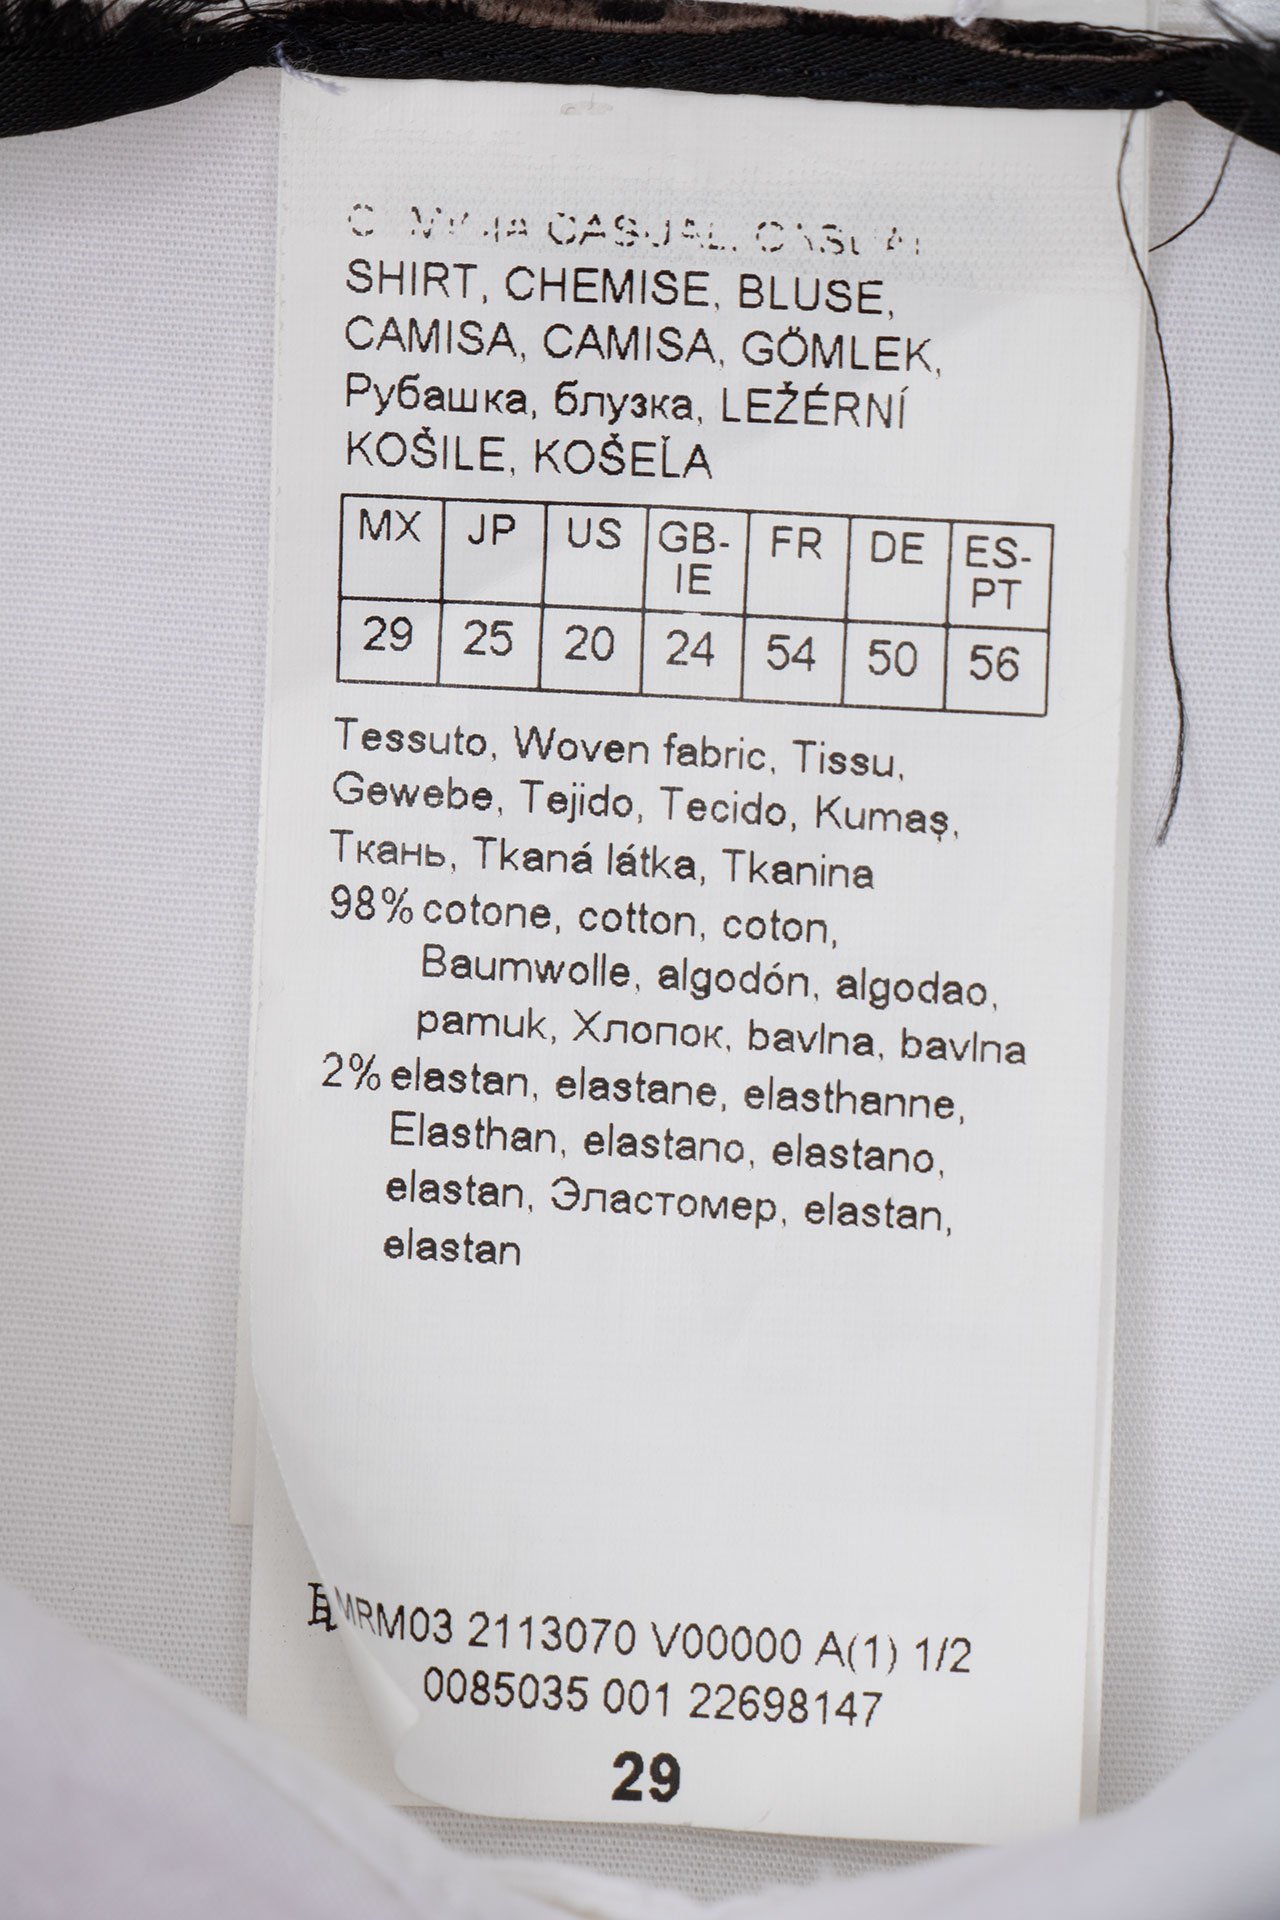 CASUAL, CASUAL
SHIRT, CHEMISE, BLUSE,
CAMISA, CAMISA, GÖMLEK,
Рубашка, блузка, LEŽÉRNÍ
KOŠILE, KOŠEĽA
MX JP US GB-IE FR DE ES-PT
29 25 20 24 54 50 56
Tessuto, Woven fabric, Tissu,
Gewebe, Tejido, Tecido, Kumaş,
Ткань, Tkaná látka, Tkanina
98% cotone, cotton, coton,
Baumwolle, algodón, algodao,
pamuk, Хлопок, bavlna, bavlna
2% elastan, elastane, elasthanne,
Elasthan, elastano, elastano,
elastan, Эластомер, elastan,
elastan
MRM03 2113070 V00000 A(1) 1/2
0085035 001 22698147
29